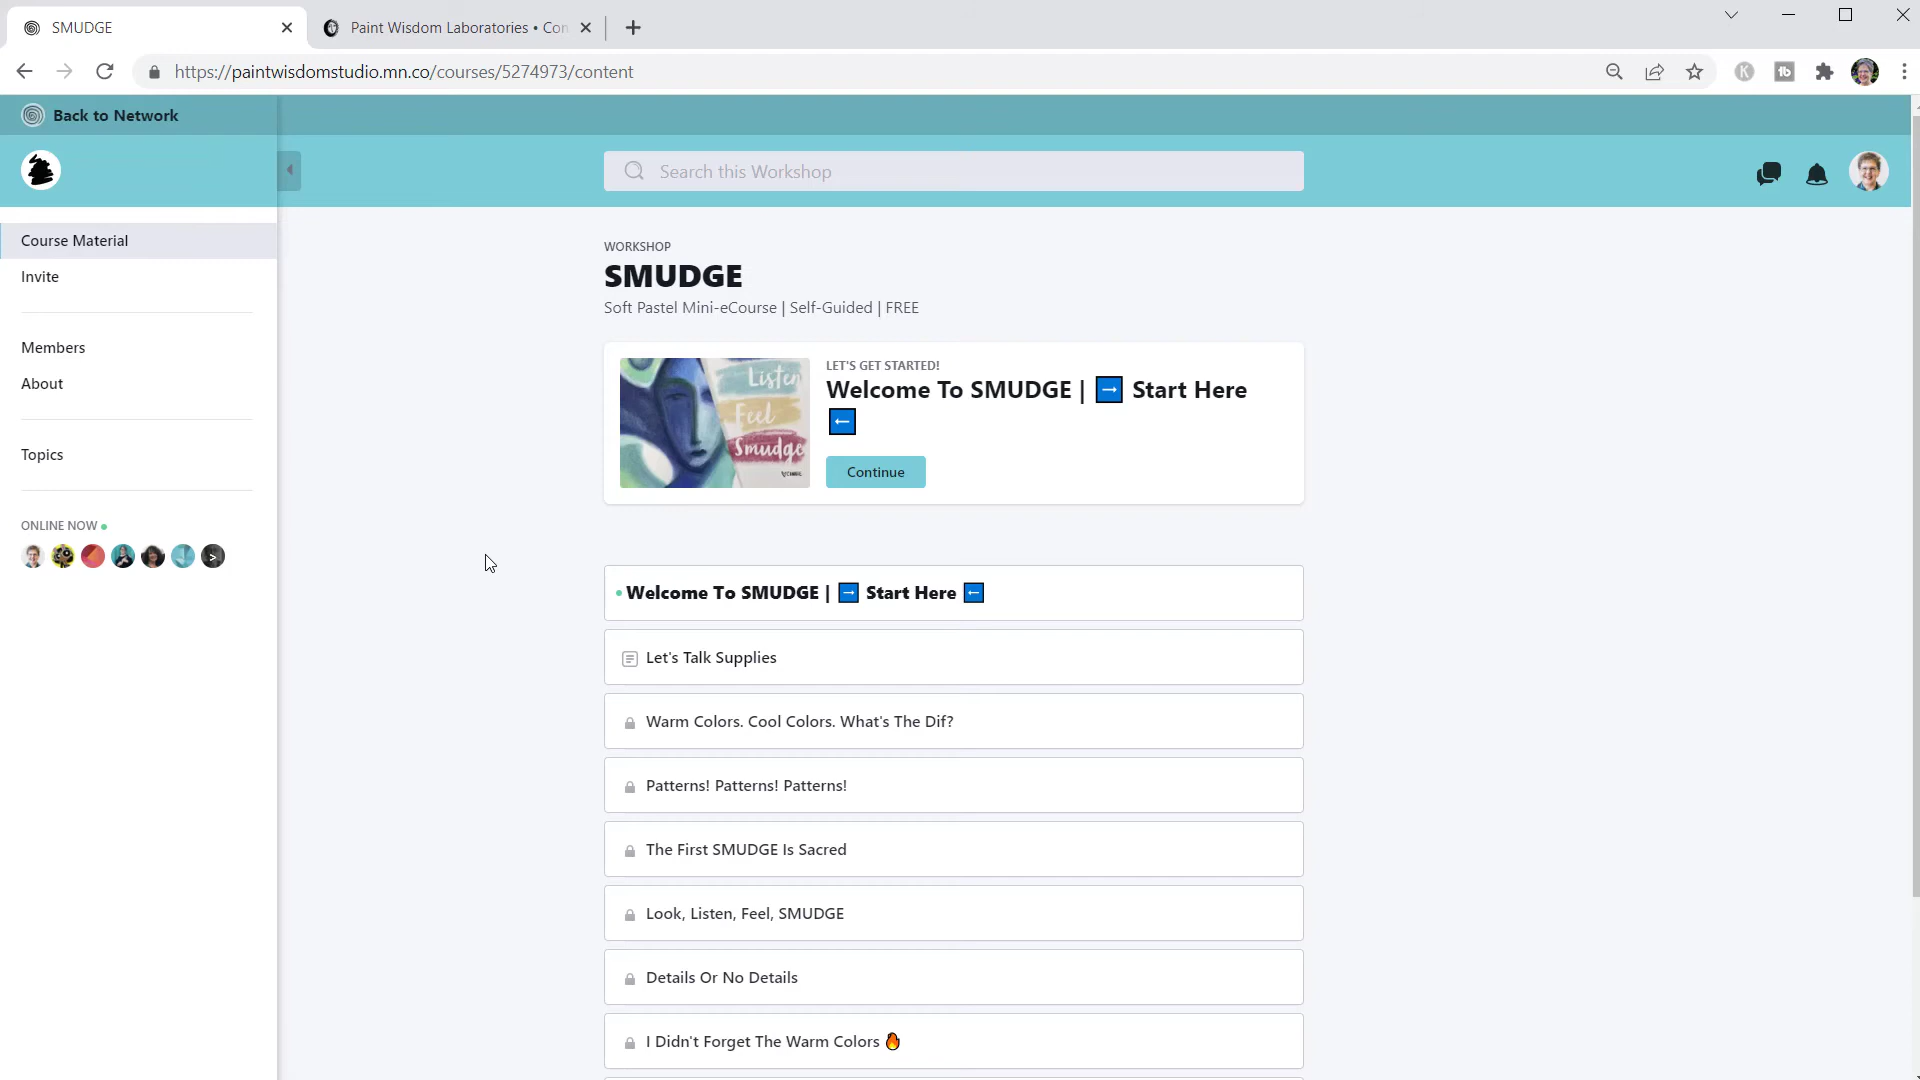 SMUDGE
Paint Wisdom Laboratories • Con
https://paintwisdomstudio.mn.co/courses/5274973/content
K
tb
Back to Network
Search this Workshop
Course Material
Invite
Members
About
Topics
ONLINE NOW
>
WORKSHOP
SMUDGE
Soft Pastel Mini-eCourse | Self-Guided | FREE
Listen
Feel
Smudge
LET'S GET STARTED!
Welcome To SMUDGE | ➡ Start Here
⬅
Continue
Welcome To SMUDGE | ➡ Start Here ⬅
Let's Talk Supplies
Warm Colors. Cool Colors. What's The Dif?
Patterns! Patterns! Patterns!
The First SMUDGE Is Sacred
Look, Listen, Feel, SMUDGE
Details Or No Details
I Didn't Forget The Warm Colors 🔥